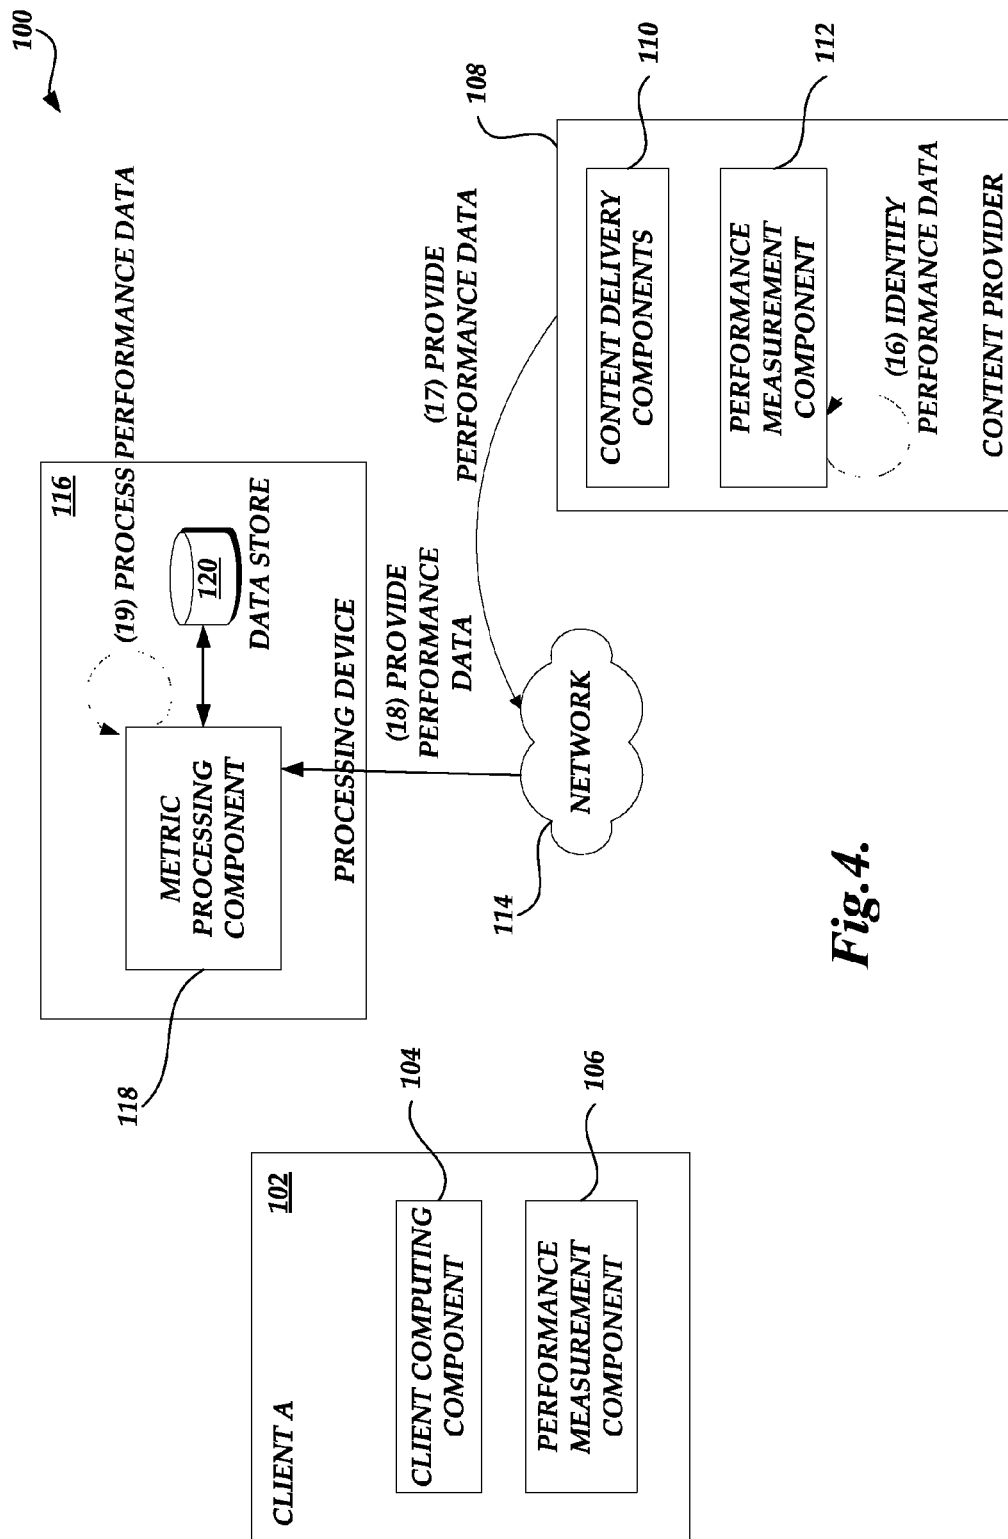 100
(19) PROCESS PERFORMANCE DATA
116
METRIC
PROCESSING
COMPONENT
120
DATA STORE
PROCESSING DEVICE
118
CLIENT A
102
CLIENT COMPUTING
COMPONENT
104
PERFORMANCE
MEASUREMENT
COMPONENT
106
(18) PROVIDE
PERFORMANCE
DATA
NETWORK
114
(17) PROVIDE
PERFORMANCE DATA
108
CONTENT DELIVERY
COMPONENTS
110
PERFORMANCE
MEASUREMENT
COMPONENT
112
(16) IDENTIFY
PERFORMANCE DATA
CONTENT PROVIDER
Fig.4.